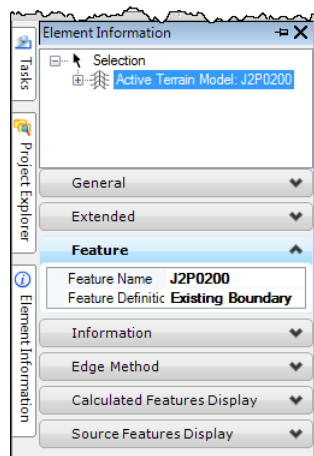 Element Information
Tasks
Project Explorer
Element Information
Selection
Active Terrain Model: J2P0200
General
Extended
Feature
Feature Name J2P0200
Feature Definitic Existing Boundary
Information
Edge Method
Calculated Features Display
Source Features Display